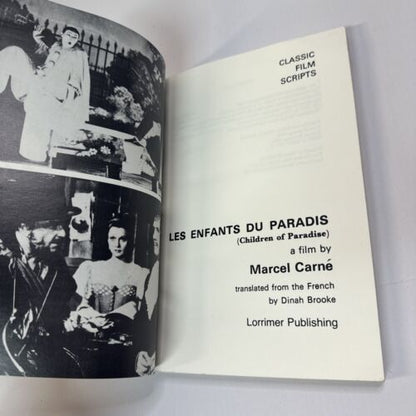 CLASSIC
FILM
SCRIPTS
LES ENFANTS DU PARADIS
(Children of Paradise)
a film by
Marcel Carné
translated from the French
by Dinah Brooke
Lorrimer Publishing